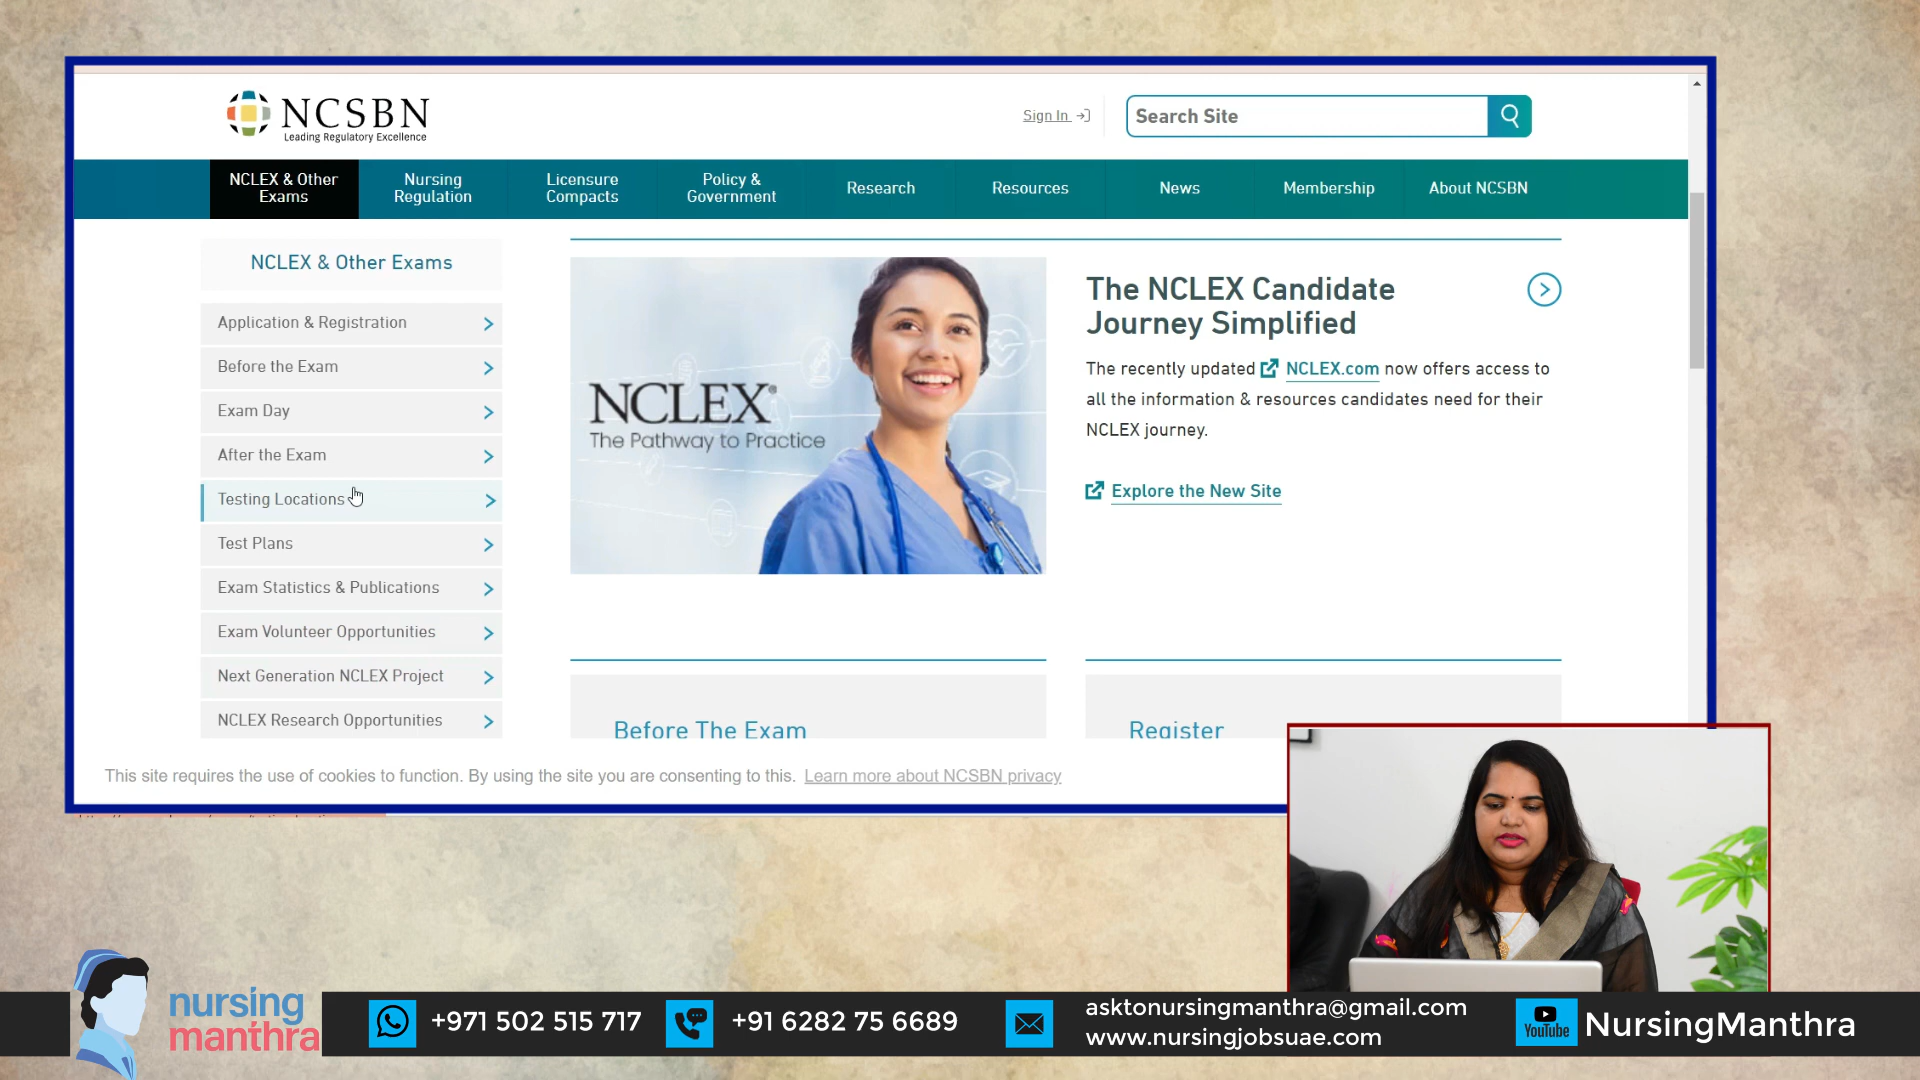 NCSBN
Leading Regulatory Excellence
Sign In
Search Site
NCLEX & Other
Exams
Nursing
Regulation
Licensure
Compacts
Policy &
Government
Research
Resources
News
Membership
About NCSBN
NCLEX & Other Exams
Application & Registration
Before the Exam
Exam Day
After the Exam
Testing Locations
Test Plans
Exam Statistics & Publications
Exam Volunteer Opportunities
Next Generation NCLEX Project
NCLEX Research Opportunities
NCLEX®
The Pathway to Practice
The NCLEX Candidate
Journey Simplified
The recently updated NCLEX.com now offers access to
all the information & resources candidates need for their
NCLEX journey.
Explore the New Site
Before The Exam
Register
This site requires the use of cookies to function. By using the site you are consenting to this. Learn more about NCSBN privacy
nursing
manthra
+971 502 515 717
+91 6282 75 6689
asktonursingmanthra@gmail.com
www.nursingjobsuae.com
YouTube
NursingManthra